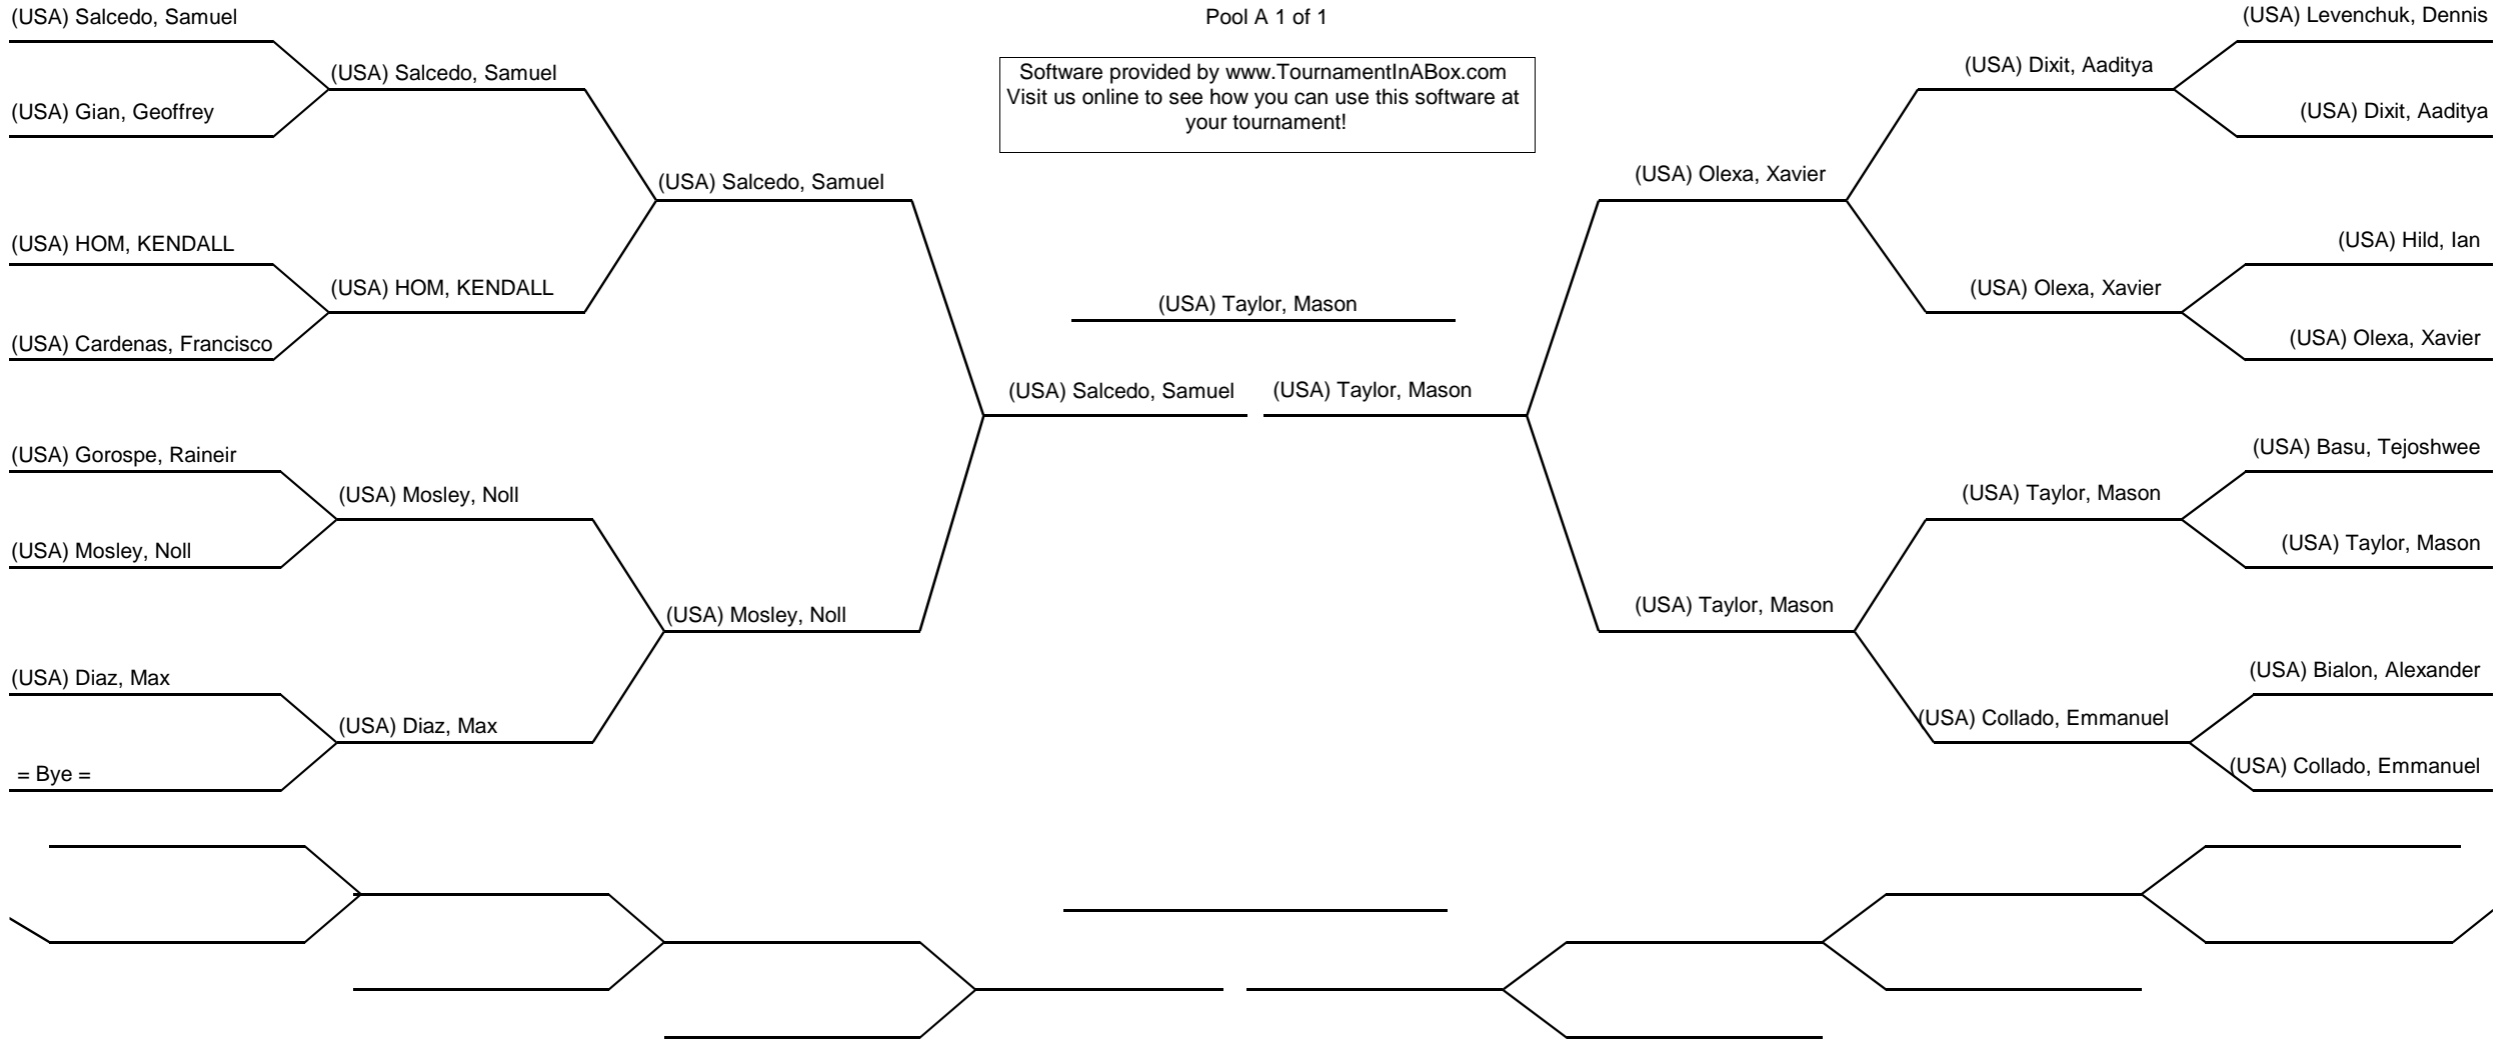 (USA) Salcedo, Samuel
Pool A 1 of 1
(USA) Levenchuk, Dennis
(USA) Salcedo, Samuel
Software provided by www.TournamentInABox.com
Visit us online to see how you can use this software at
your tournament!
(USA) Dixit, Aaditya
(USA) Gian, Geoffrey
(USA) Dixit, Aaditya
(USA) Salcedo, Samuel
(USA) Olexa, Xavier
(USA) HOM, KENDALL
(USA) Hild, Ian
(USA) HOM, KENDALL
(USA) Taylor, Mason
(USA) Olexa, Xavier
(USA) Cardenas, Francisco
(USA) Olexa, Xavier
(USA) Salcedo, Samuel
(USA) Taylor, Mason
(USA) Gorospe, Raineir
(USA) Basu, Tejoshwee
(USA) Mosley, Noll
(USA) Taylor, Mason
(USA) Mosley, Noll
(USA) Taylor, Mason
(USA) Mosley, Noll
(USA) Taylor, Mason
(USA) Diaz, Max
(USA) Bialon, Alexander
(USA) Diaz, Max
(USA) Collado, Emmanuel
= Bye =
(USA) Collado, Emmanuel